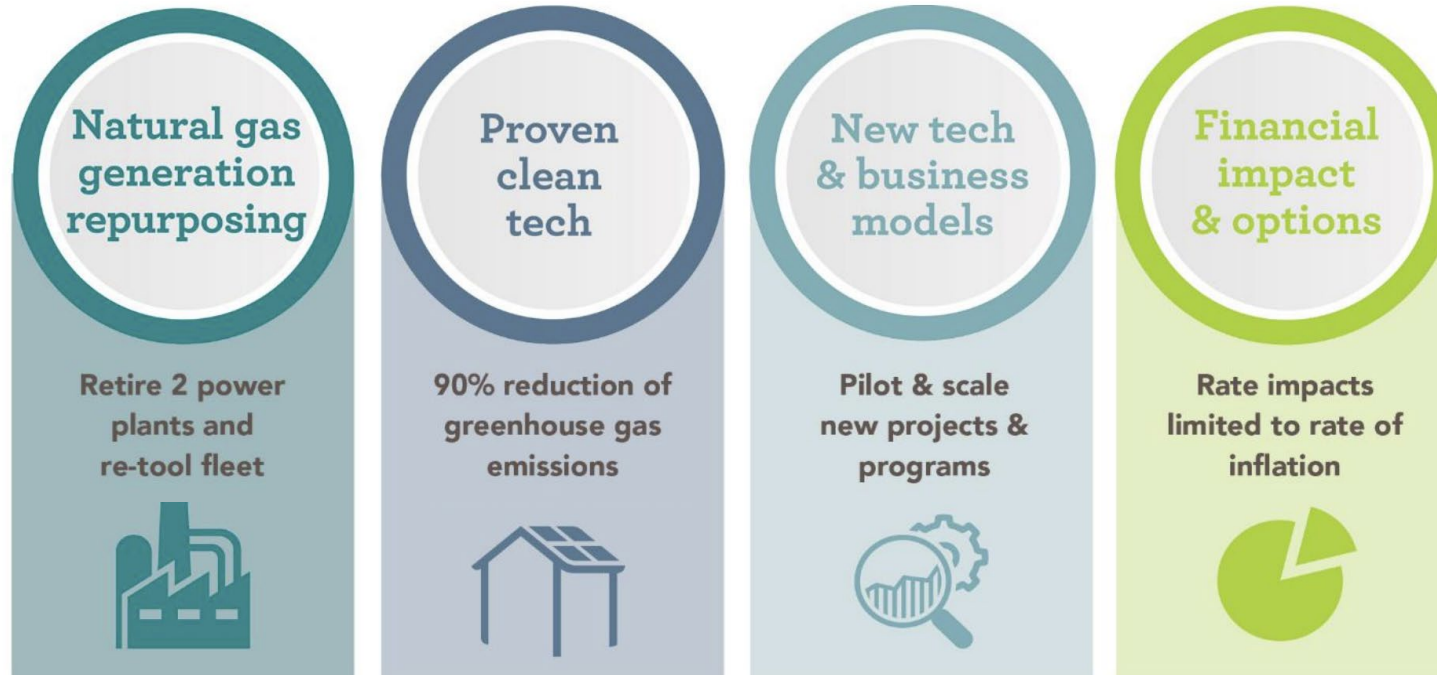 Natural gas
generation
repurposing
Retire 2 power
plants and
re-tool fleet
Proven
clean
tech
90% reduction of
greenhouse gas
emissions
New tech
& business
models
Pilot & scale
new projects &
programs
Financial
impact
& options
Rate impacts
limited to rate of
inflation